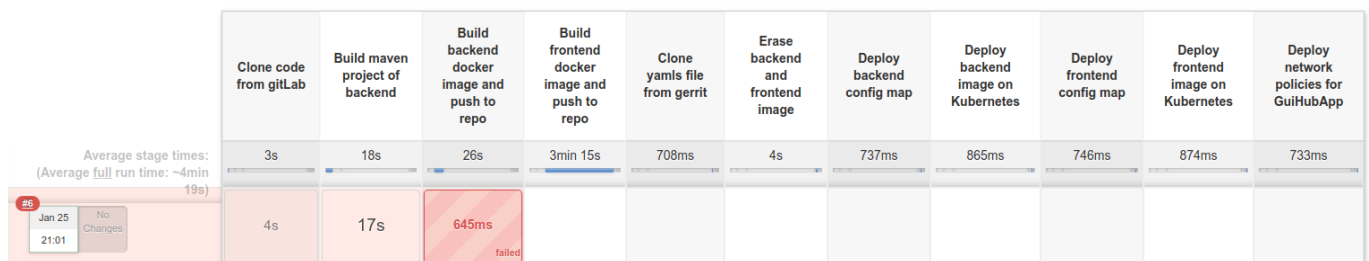 Clone code
from gitLab
Build maven
project of
backend
Build
backend
docker
image and
push to
repo
Build
frontend
docker
image and
push to
repo
Clone
yamls file
from gerrit
Erase
backend
and
frontend
image
Deploy
backend
config map
Deploy
backend
image on
Kubernetes
Deploy
frontend
config map
Deploy
frontend
image on
Kubernetes
Deploy
network
policies for
GuiHubApp
Average stage times:
(Average full run time: ~4min
19s)
3s
18s
26s
3min 15s
708ms
4s
737ms
865ms
746ms
874ms
733ms
#6
Jan 25
21:01
No
Changes
4s
17s
645ms
failed